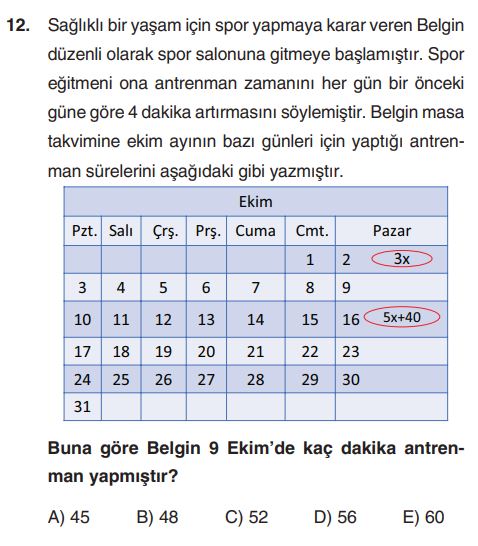 12. Sağlıklı bir yaşam için spor yapmaya karar veren Belgin
düzenli olarak spor salonuna gitmeye başlamıştır. Spor
eğitmeni ona antrenman zamanını her gün bir önceki
güne göre 4 dakika artırmasını söylemiştir. Belgin masa
takvimine ekim ayının bazı günleri için yaptığı antren-
man sürelerini aşağıdaki gibi yazmıştır.
Ekim
Pzt. Salı Çrş. Prş. Cuma Cmt. Pazar
1 2 3x
3 4 5 6 7 8 9
10 11 12 13 14 15 16 5x+40
17 18 19 20 21 22 23
24 25 26 27 28 29 30
31
Buna göre Belgin 9 Ekim’de kaç dakika antren-
man yapmıştır?
A) 45 B) 48 C) 52 D) 56 E) 60